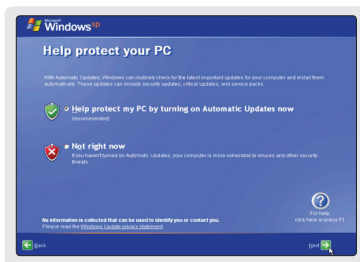 Microsoft
Windows xp
Help protect your PC
With Automatic Updates, Windows can routinely check for the latest important updates for your computer and install them
automatically. These updates can include security updates, critical updates, and service packs.
Help protect my PC by turning on Automatic Updates now
(recommended)
Not right now
If you haven't turned on Automatic Updates, your computer is more vulnerable to viruses and other security
threats.
For help,
click here or press F1.
No information is collected that can be used to identify you or contact you.
Please read the Windows Update privacy statement
Back
Next